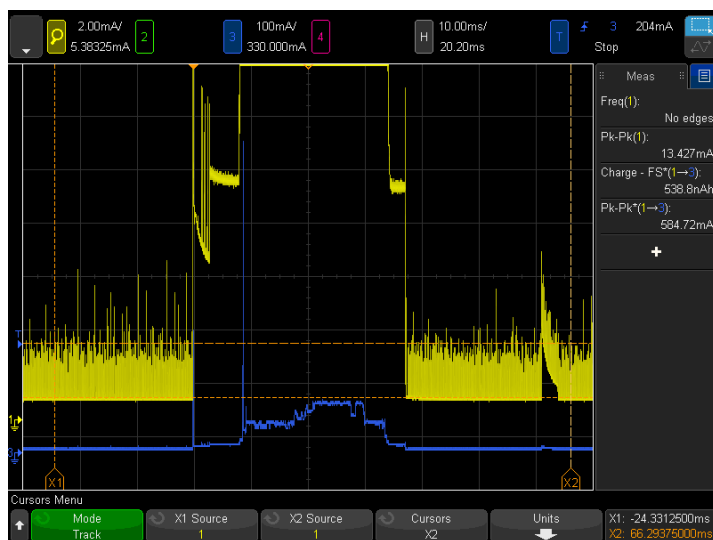 2.00mA/
5.38325mA
2
100mA/
3
330.000mA
4
H
10.00ms/
20.20ms
T
3
204mA
Stop
Meas
Freq(1):
No edges
Pk-Pk(1):
13.427mA
Charge - FS*(1→3):
538.8nAh
Pk-Pk*(1→3):
584.72mA
+
T
1
3
X1
X2
Cursors Menu
Mode
Track
X1 Source
1
X2 Source
1
Cursors
X2
Units
X1: -24.3312500ms
X2: 66.29375000ms